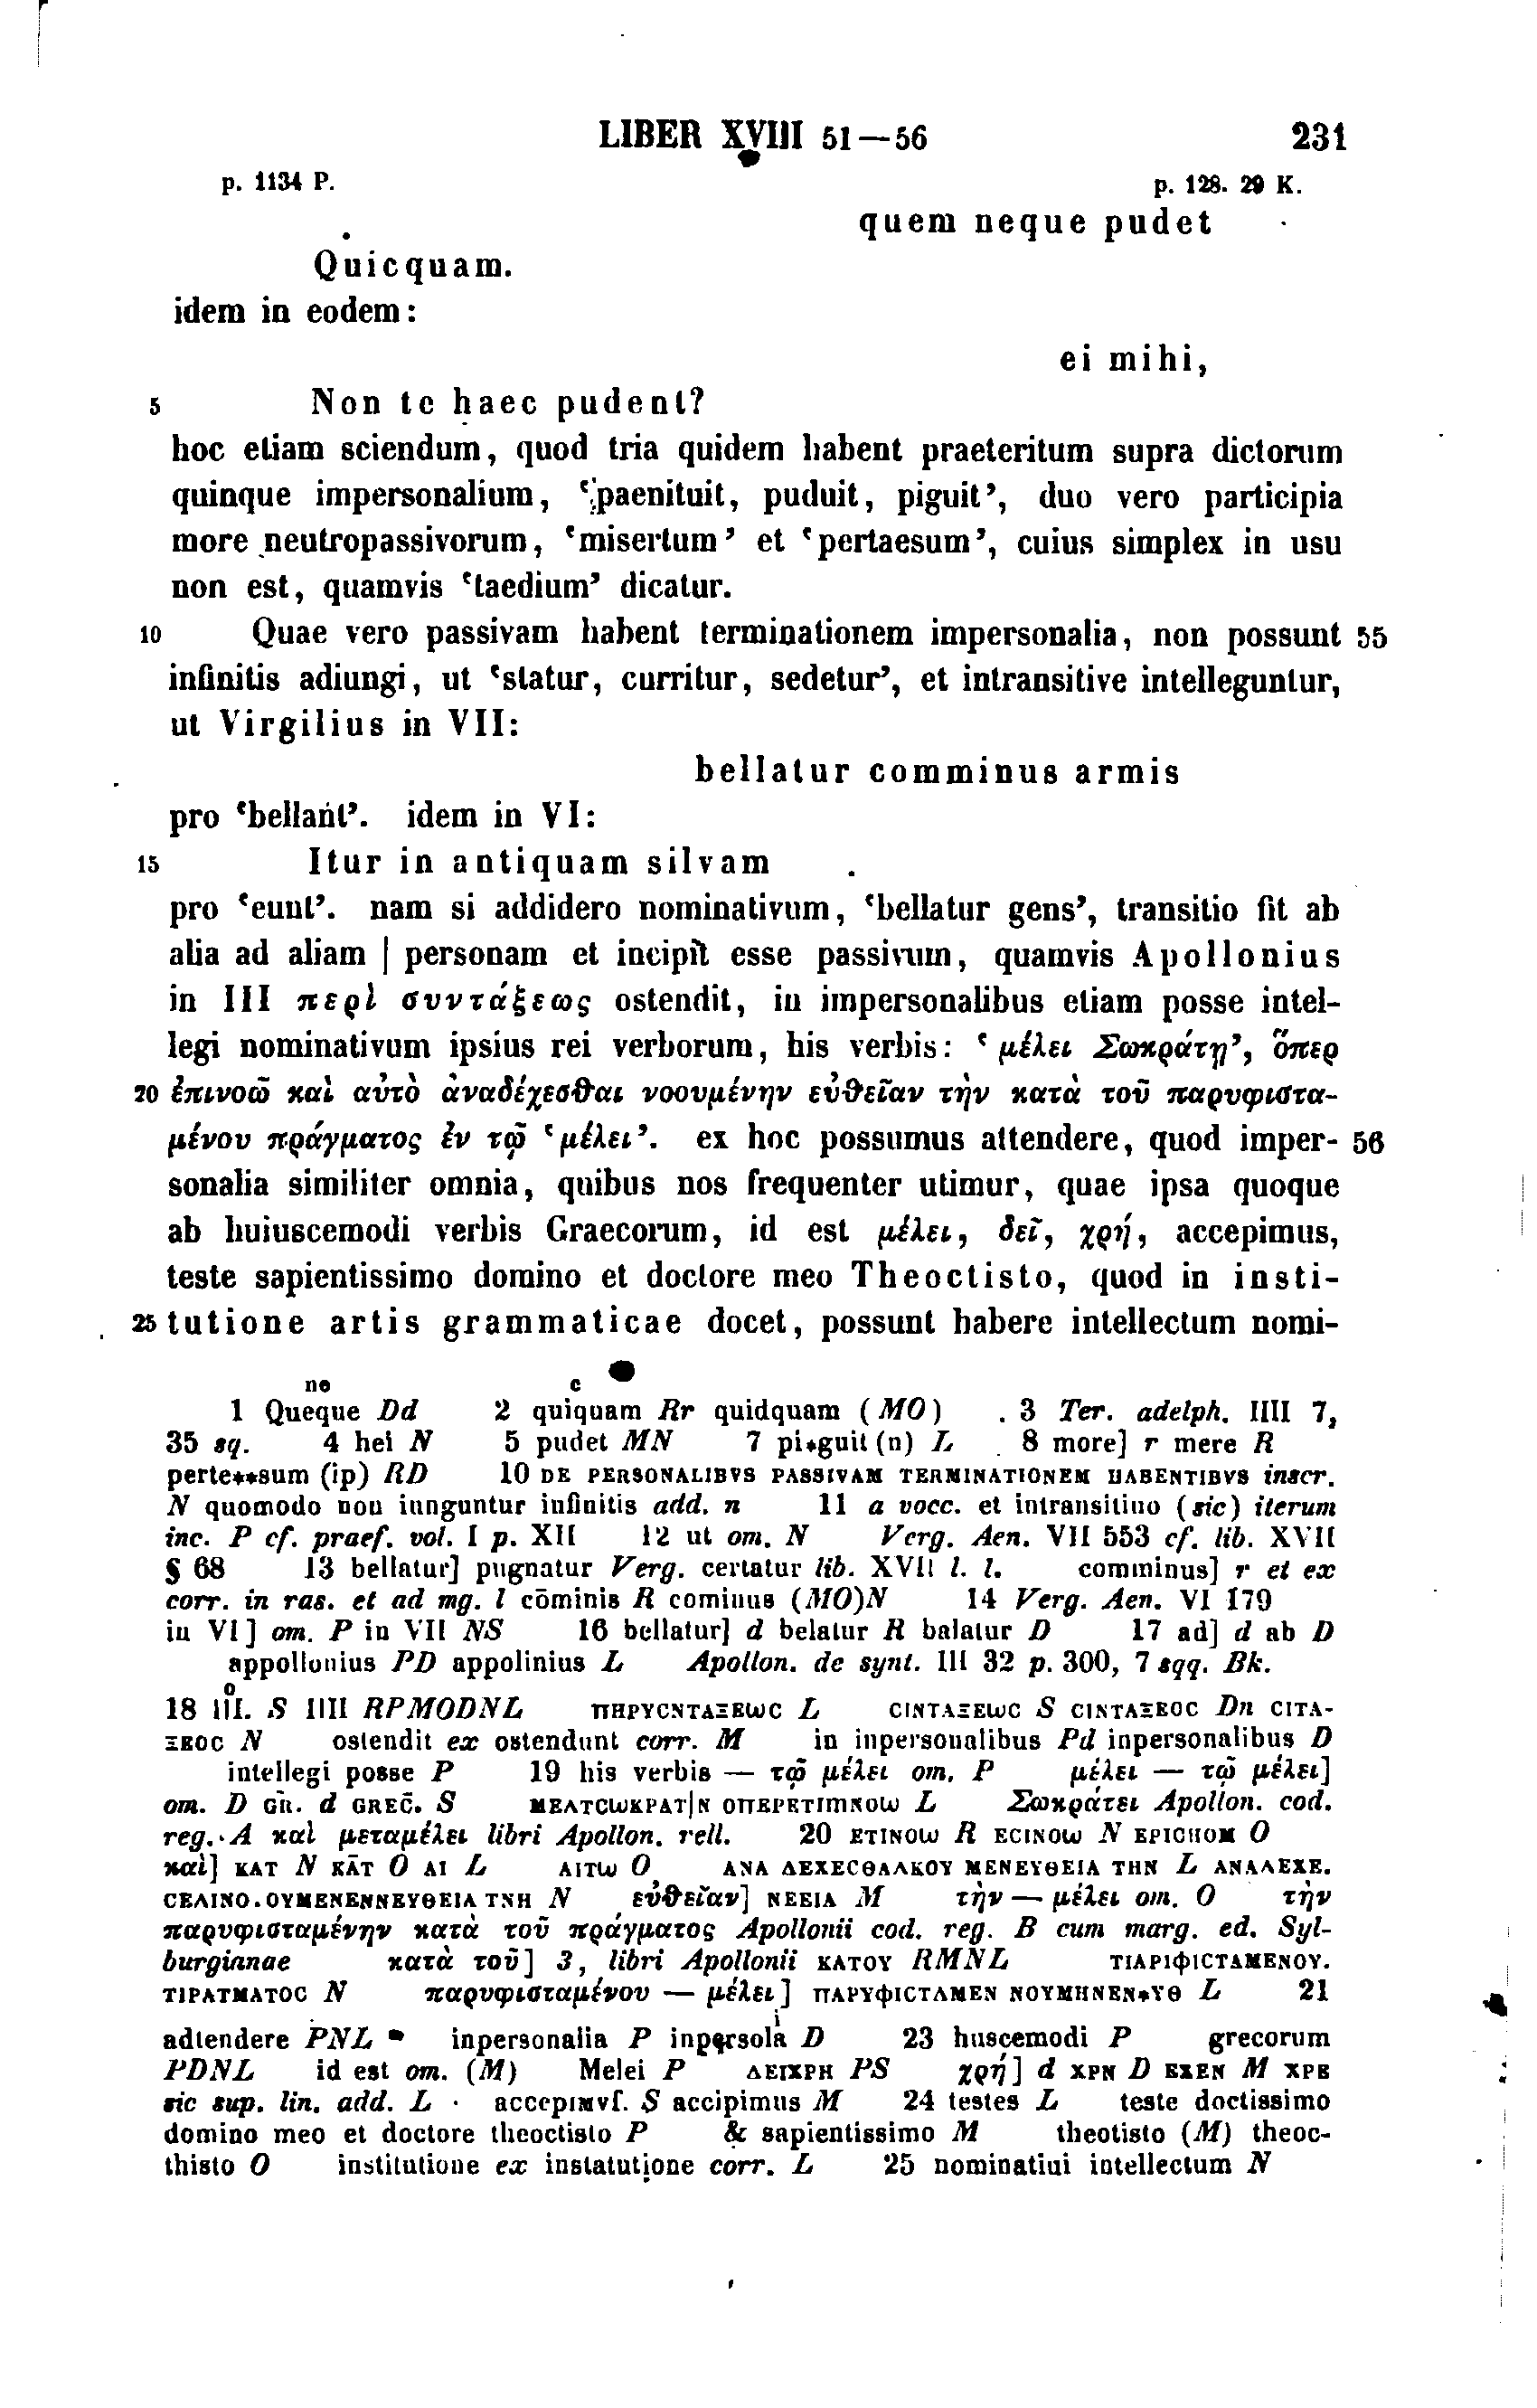 LIBER XVIII 51—56 231
p. 1134 P. p. 128. 29 K.
quem neque pudet
Quicquam.
idem in eodem:
ei mihi,
5 Non te haec pudent?
hoc etiam sciendum, quod tria quidem habent praeteritum supra dictorum
quinque impersonalium, ‘paenituit, puduit, piguit’, duo vero participia
more neutropassivorum, ‘misertum’ et ‘pertaesum’, cuius simplex in usu
non est, quamvis ‘taedium’ dicatur.
10 Quae vero passivam habent terminationem impersonalia, non possunt 55
infinitis adiungi, ut ‘statur, curritur, sedetur’, et intransitive intelleguntur,
ut Virgilius in VII:
bellatur comminus armis
pro ‘bellant’. idem in VI:
15 Itur in antiquam silvam
pro ‘eunt’. nam si addidero nominativum, ‘bellatur gens’, transitio fit ab
alia ad aliam | personam et incipit esse passivum, quamvis Apollonius
in III περὶ συντάξεως ostendit, in impersonalibus etiam posse intel-
legi nominativum ipsius rei verborum, his verbis: ‘μέλει Σωκράτῃ’, ὅπερ
20 ἐπινοῶ καὶ αὐτὸ ἀναδέχεσθαι νοουμένην εὐθεῖαν τὴν κατὰ τοῦ παρυφιστα-
μένου πράγματος ἐν τῷ ‘μέλει’. ex hoc possumus attendere, quod imper- 56
sonalia similiter omnia, quibus nos frequenter utimur, quae ipsa quoque
ab huiuscemodi verbis Graecorum, id est μέλει, δεῖ, χρή, accepimus,
teste sapientissimo domino et doctore meo Theoctisto, quod in insti-
25 tutione artis grammaticae docet, possunt habere intellectum nomi-
ne c
1 Queque Dd 2 quiquam Rr quidquam (MO) 3 Ter. adelph. IIII 7,
35 sq. 4 hei N 5 pudet MN 7 pi*guit (n) L 8 more] r mere R
perte**sum (ip) RD 10 DE PERSONALIBVS PASSIVAM TERMINATIONEM HABENTIBVS inscr.
N quomodo non iunguntur infinitis add. n 11 a vocc. et intransitiuo (sic) iterum
inc. P cf. praef. vol. I p. XII 12 ut om. N Verg. Aen. VII 553 cf. lib. XVII
§ 68 13 bellatur] pugnatur Verg. certatur lib. XVII l. l. comminus] r et ex
corr. in ras. et ad mg. l cōminis R cominus (MO)N 14 Verg. Aen. VI 179
in VI] om. P in VII NS 16 bellatur] d belatur R balatur D 17 ad] d ab D
appollonius PD appolinius L Apollon. de synt. III 32 p. 300, 7 sqq. Bk.
o
18 III. S IIII RPMODNL ΠΗΡΥCΝΤΑΞΕωC L CΙΝΤΑΞΕωC S CΙΝΤΑΞΕΟC Dn CΙΤΑ-
ΞΕΟC N ostendit ex ostendunt corr. M in inpersonalibus Pd inpersonalibus D
intellegi posse P 19 his verbis — τῷ μέλει om. P μέλει — τῷ μέλει]
om. D GR. d GREC̄. S ΜΕΛΤCωΚΡΑΤ|Ν ΟΠΕΡΕΤΙΠΙΝΟω L Σωκράτει Apollon. cod.
reg. A καὶ μεταμέλει libri Apollon. rell. 20 ΕΤΙΝΟω R ΕCΙΝΟω N ΕΡΙCΗΟΜ O
καὶ] ΚΑΤ N ΚᾹΤ O ΑΙ L ΑΙΤω O ΑΝΑ ΔΕΧΕCΘΑΛΚΟΥ ΜΕΝΕΥΘΕΙΑ ΤΗΝ L ΑΝΑΛΕΧΕ.
CΕΛΙΝΟ.ΟΥΜΕΝΕΝΝΕΥΘΕΙΑ ΤΝΗ N εὐθεῖαν] ΝΕΕΙΑ M τὴν — μέλει om. O τὴν
παρυφισταμένην κατὰ τοῦ πράγματος Apollonii cod. reg. B cum marg. ed. Syl-
burgianae κατὰ τοῦ] 3, libri Apollonii ΚΑΤΟΥ RMNL ΤΙΑΡΙΦΙCΤΑΜΕΝΟΥ.
ΤΙΡΑΤΜΑΤΟC N παρυφισταμένου — μέλει] ΠΑΡΥΦΙCΤΑΜΕΝ ΝΟΥΜΗΝΕΝ*ΥΘ L 21
adtendere PNL inpersonalia P inpersola D 23 huscemodi P grecorum
PDNL id est om. (M) Melei P ΔΕΙΧΡΗ PS χρή] d ΧΡΝ D ΕΧΕΝ M ΧΡΕ
sic sup. lin. add. L accepimvſ. S accipimus M 24 testes L teste doctissimo
domino meo et doctore theoctisto P & sapientissimo M theotisto (M) theoc-
thisto O institutione ex instatutione corr. L 25 nominatiui intellectum N